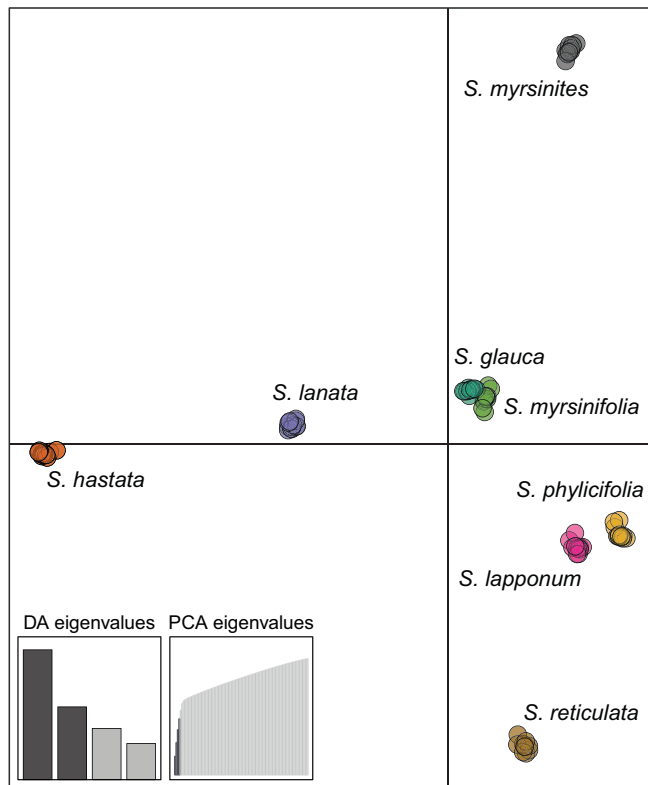 S. myrsinites
S. glauca
S. lanata
S. myrsinifolia
S. hastata
S. phylicifolia
S. lapponum
DA eigenvalues
PCA eigenvalues
S. reticulata